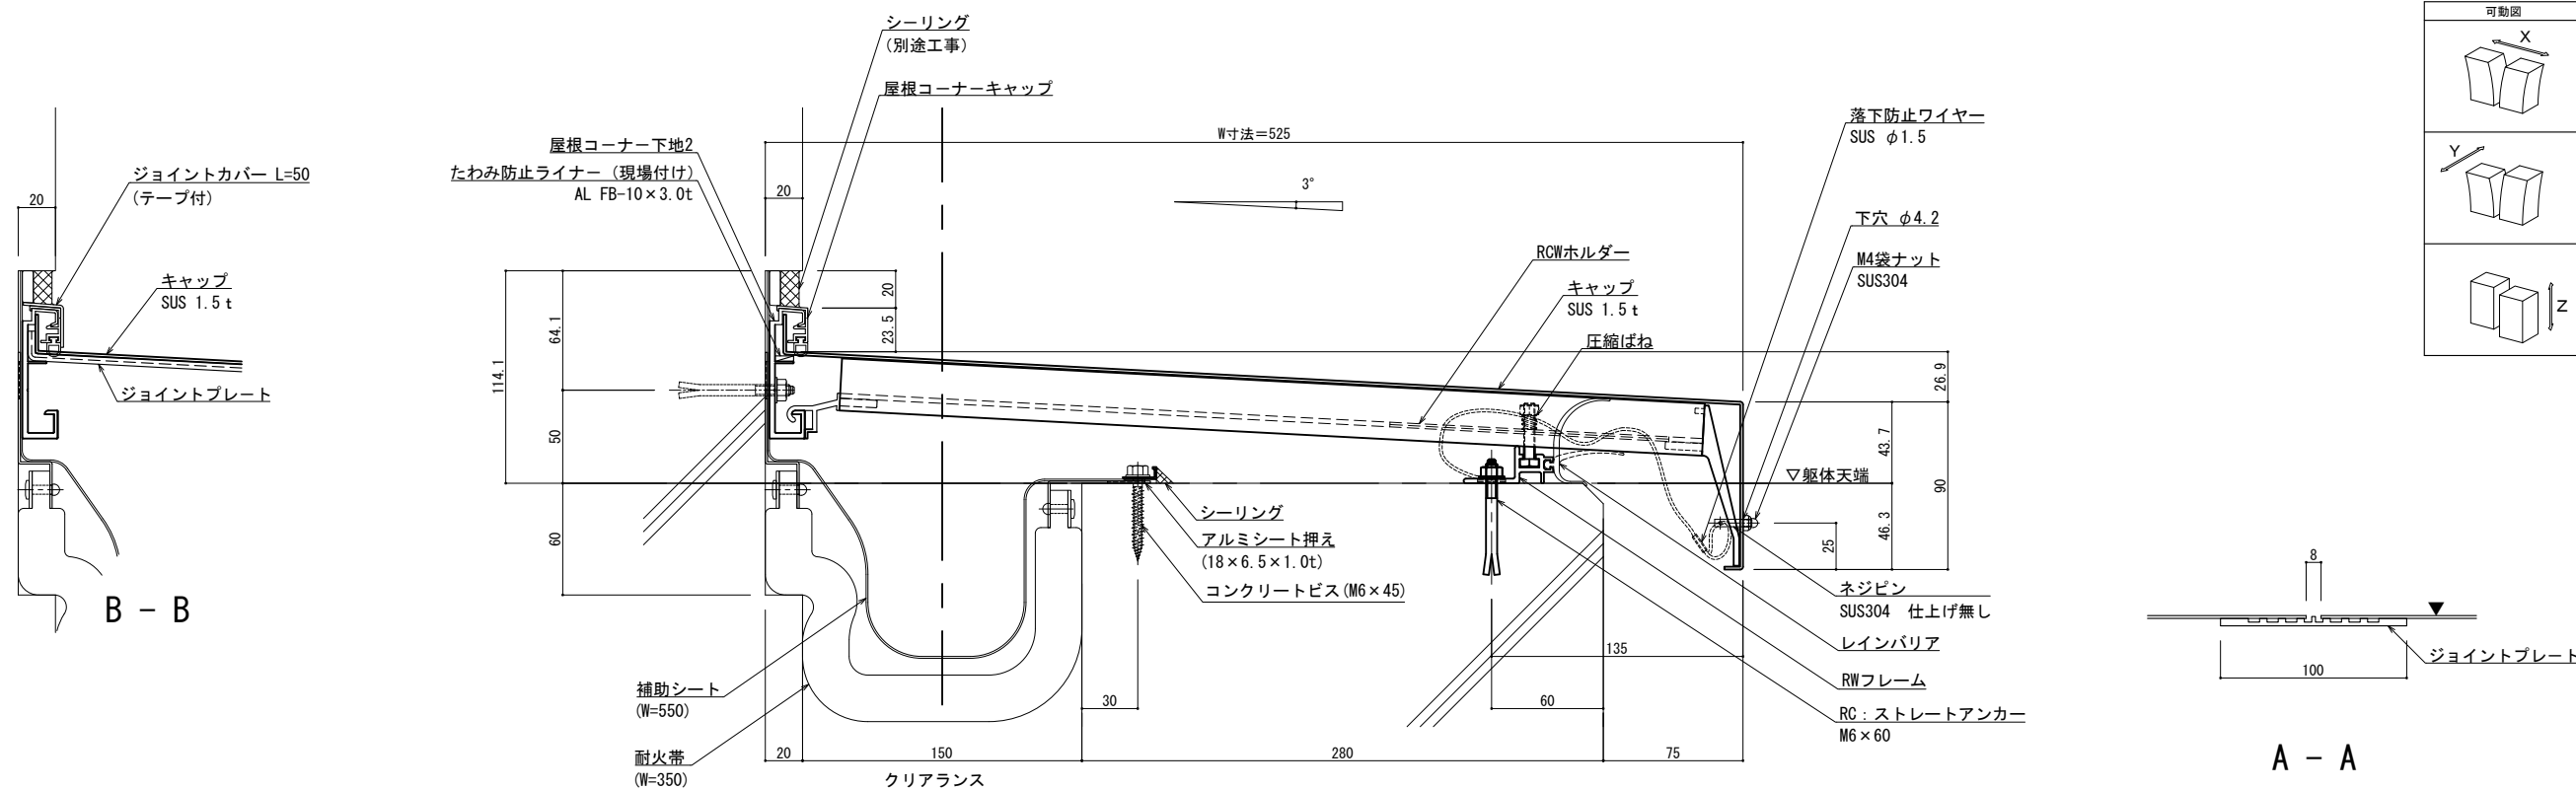 ジョイントカバー L=50
(テープ付)
20
キャップ
SUS 1.5t
ジョイントプレート
B - B
シーリング
(別途工事)
屋根コーナーキャップ
屋根コーナー下地2
たわみ防止ライナー (現場付け)
AL FB-10×3.0t
W寸法=525
20
3°
落下防止ワイヤー
SUS φ1.5
下穴 φ4.2
M4袋ナット
SUS304
RCWホルダー
キャップ
SUS 1.5t
圧縮ばね
20
23.5
64.1
114.1
50
60
26.9
43.7
90
46.3
25
▽躯体天端
シーリング
アルミシート押え
(18×6.5×1.0t)
コンクリートビス(M6×45)
ネジピン
SUS304 仕上げ無し
レインバリア
RWフレーム
RC:ストレートアンカー
M6×60
135
60
30
補助シート
(W=550)
耐火帯
(W=350)
20
150
280
75
クリアランス
可動図
X
Y
Z
8
ジョイントプレート
100
A - A